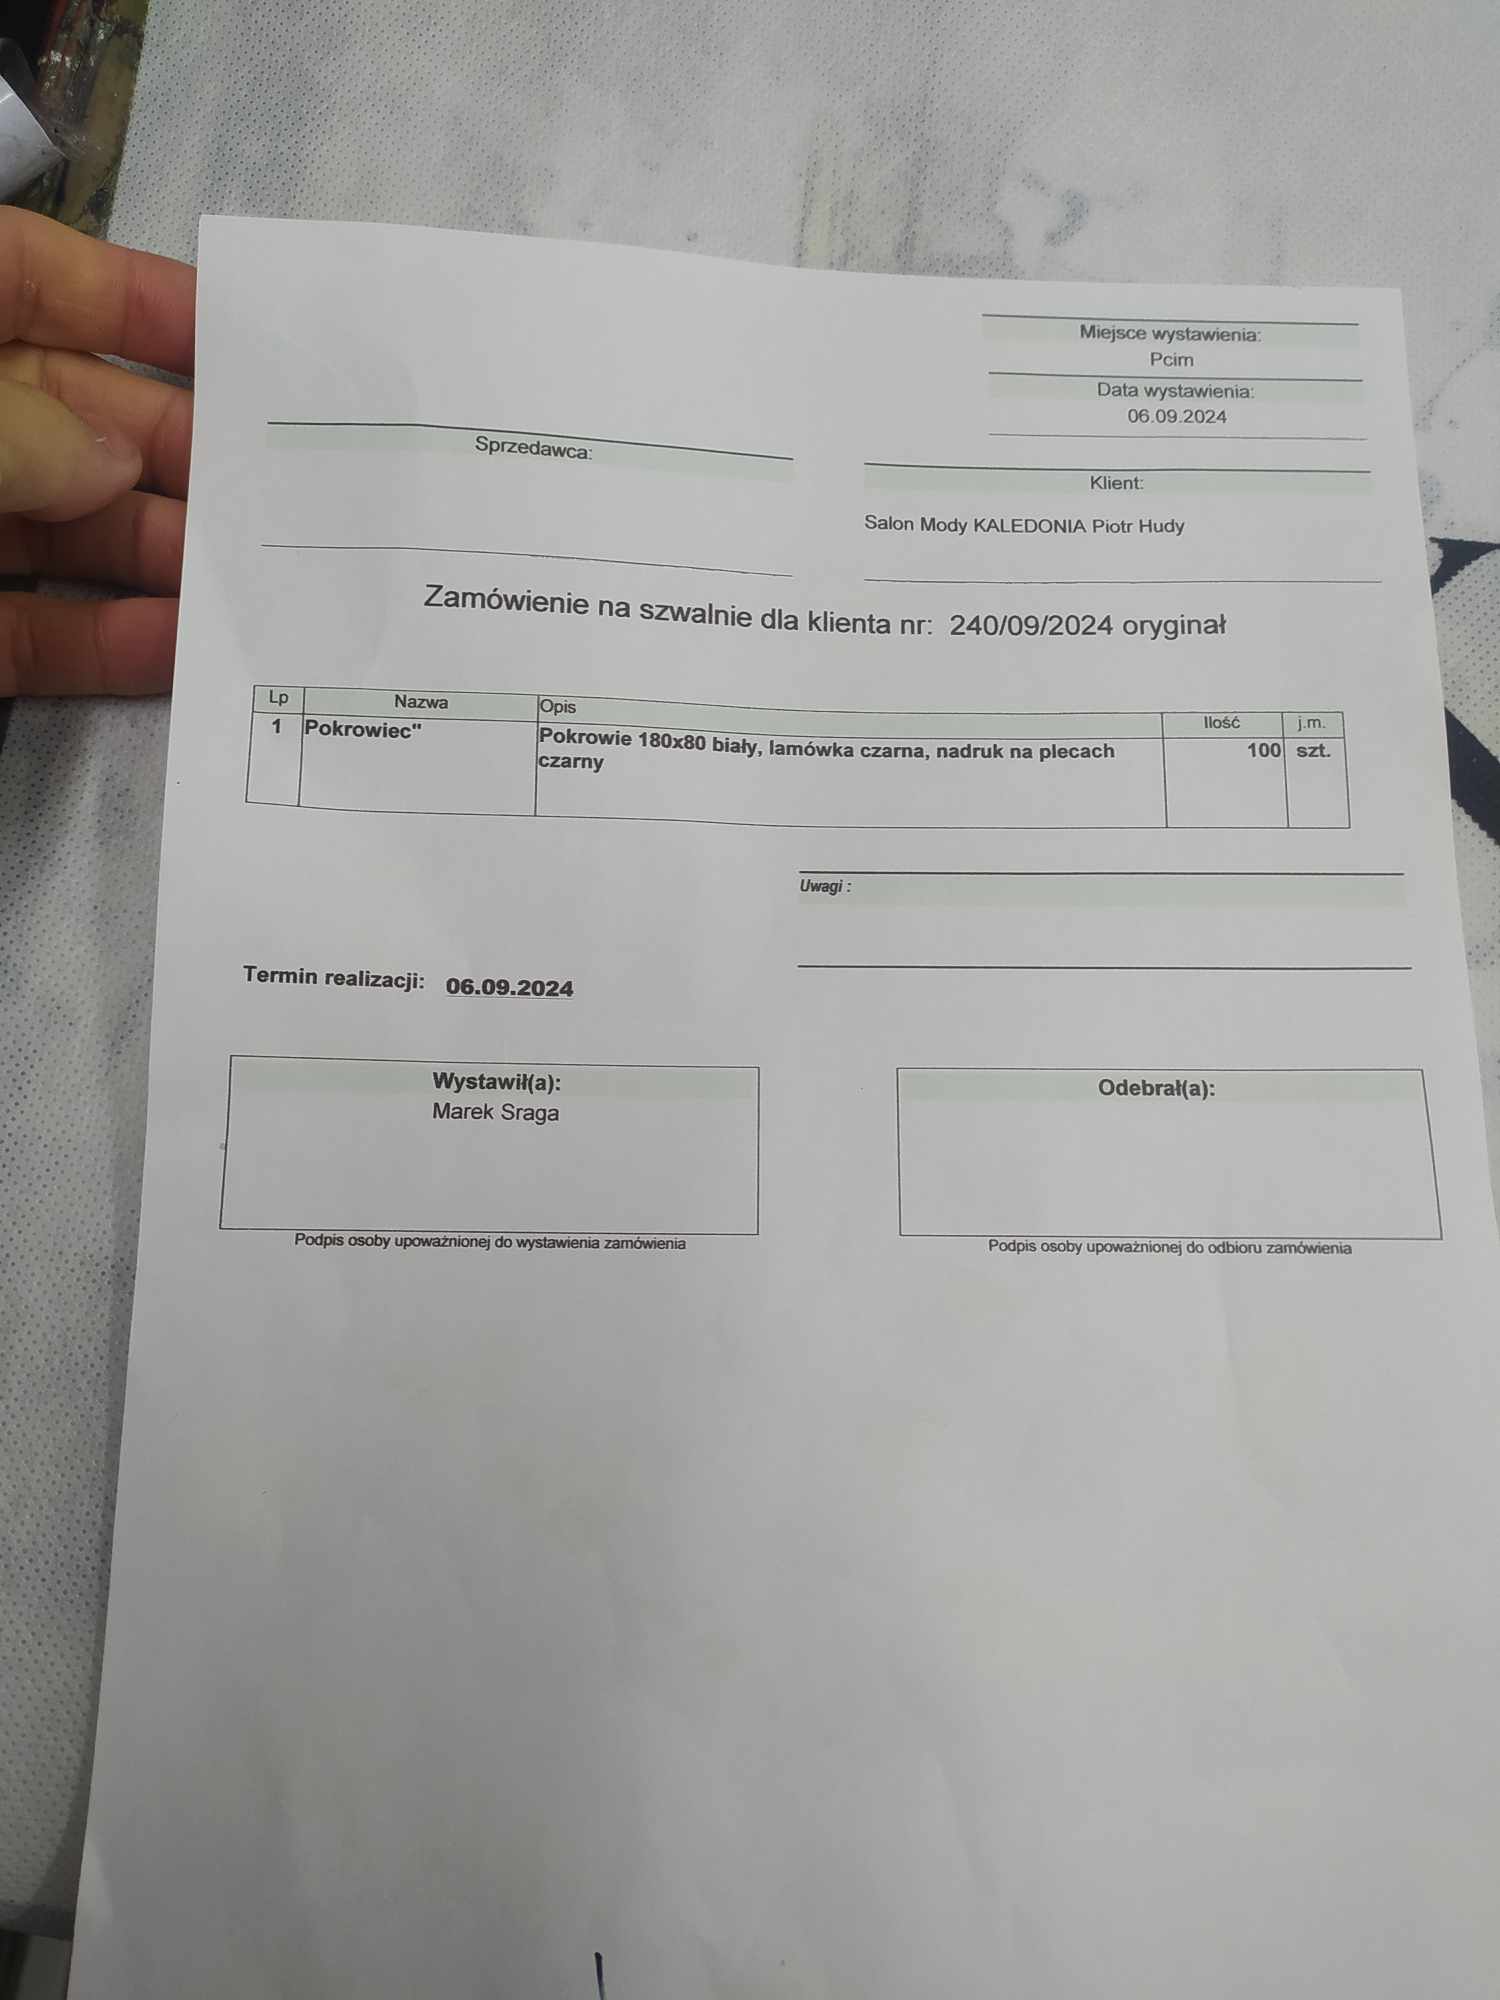 Miejsce wystawienia:
Pcim
Data wystawienia:
06.09.2024
Sprzedawca:
Klient:
Salon Mody KALEDONIA Piotr Hudy
Zamówienie na szwalnie dla klienta nr: 240/09/2024 oryginał
Lp Nazwa Opis Ilość j.m.
1 Pokrowiec" Pokrowie 180x80 biały, lamówka czarna, nadruk na plecach 100 szt.
czarny
Uwagi :
Termin realizacji: 06.09.2024
Wystawił(a):
Marek Sraga
Podpis osoby upoważnionej do wystawienia zamówienia
Odebrał(a):
Podpis osoby upoważnionej do odbioru zamówienia